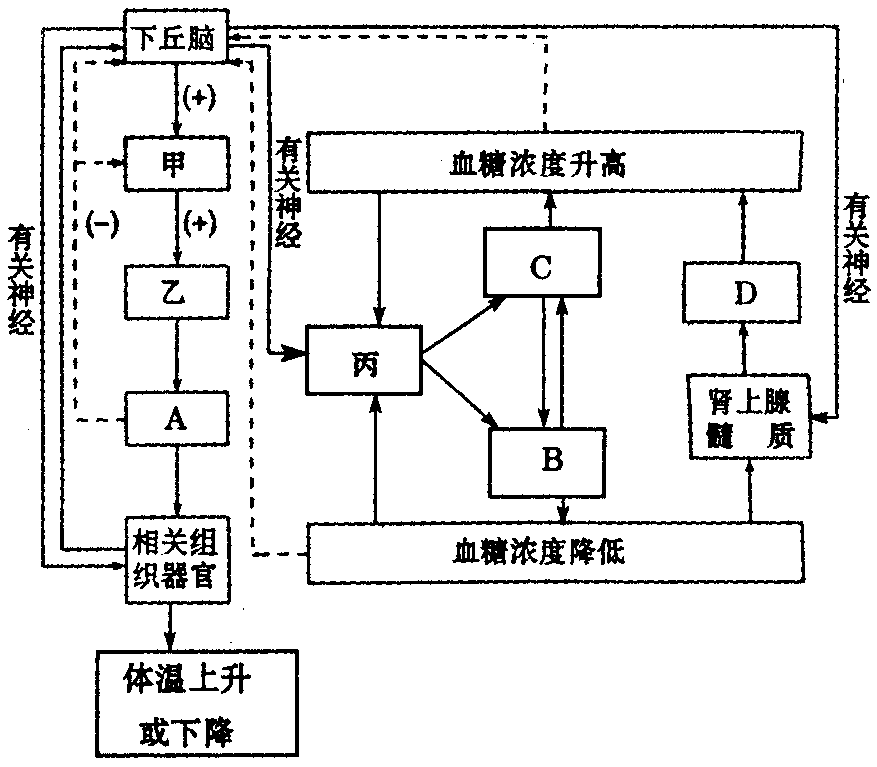 下丘脑
(+)
甲
(+)
(-)
乙
A
相关组
织器官
体温上升
或下降
有关神经
有关神经
血糖浓度升高
C
丙
B
血糖浓度降低
D
肾上腺
髓 质
有关神经